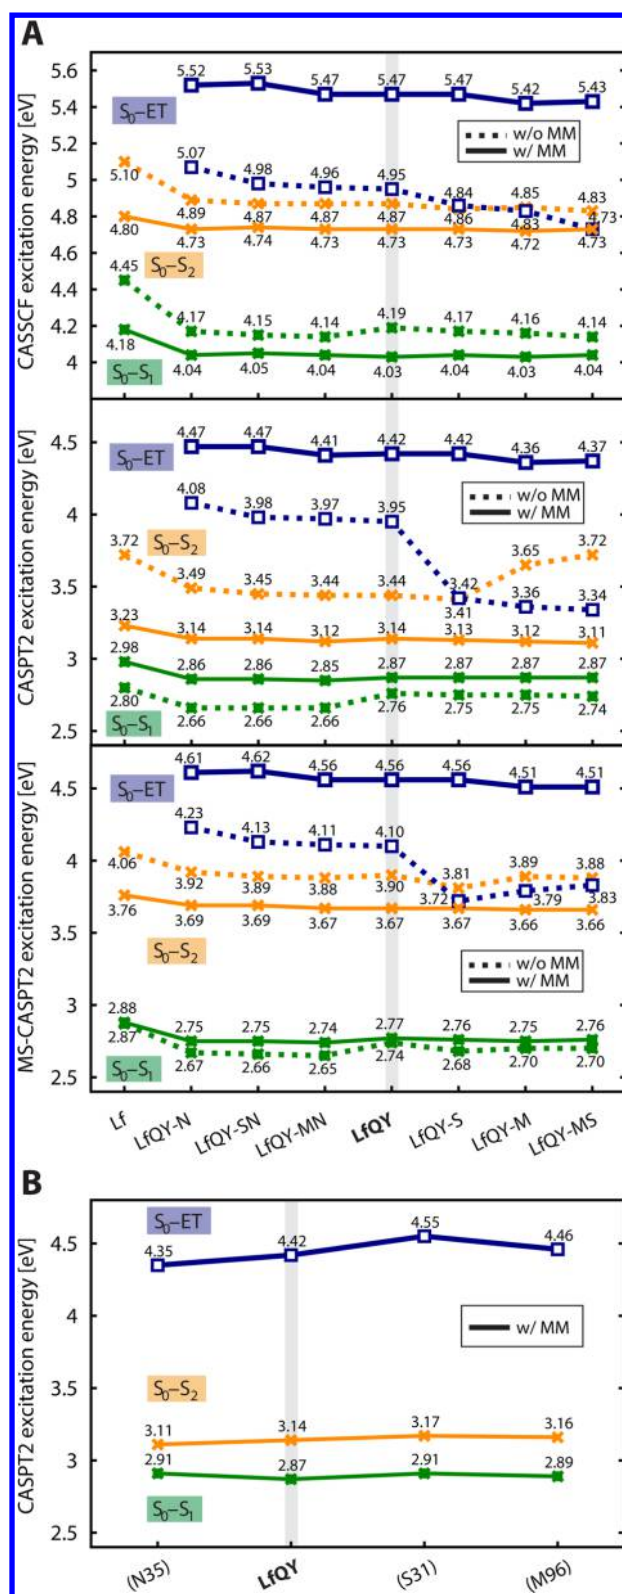 A
CASSCF excitation energy [eV]
5.6
5.4
5.2
5
4.8
4.6
4.4
4.2
4
S0–ET
S0–S2
S0–S1
w/o MM
w/ MM
5.52 5.53 5.47 5.47 5.47 5.42 5.43
5.07 4.98 4.96 4.95 4.84 4.85 4.83
5.10 4.89 4.87 4.87 4.87 4.86 4.83 4.73
4.80 4.73 4.74 4.73 4.73 4.73 4.72 4.73
4.45 4.17 4.15 4.14 4.19 4.17 4.16 4.14
4.18 4.04 4.05 4.04 4.03 4.04 4.03 4.04
CASPT2 excitation energy [eV]
4.5
4
3.5
3
2.5
S0–ET
S0–S2
S0–S1
w/o MM
w/ MM
4.47 4.47 4.41 4.42 4.42 4.36 4.37
4.08 3.98 3.97 3.95 3.42 3.36 3.34
3.72 3.49 3.45 3.44 3.44 3.41 3.65 3.72
3.23 3.14 3.14 3.12 3.14 3.13 3.12 3.11
2.98 2.86 2.86 2.85 2.87 2.87 2.87 2.87
2.80 2.66 2.66 2.66 2.76 2.75 2.75 2.74
MS-CASPT2 excitation energy [eV]
4.5
4
3.5
3
2.5
S0–ET
S0–S2
S0–S1
w/o MM
w/ MM
4.61 4.62 4.56 4.56 4.56 4.51 4.51
4.23 4.13 4.11 4.10 3.81 3.89 3.88
4.06 3.92 3.89 3.88 3.90 3.72 3.79 3.83
3.76 3.69 3.69 3.67 3.67 3.67 3.66 3.66
2.88 2.75 2.75 2.74 2.77 2.76 2.75 2.76
2.87 2.67 2.66 2.65 2.74 2.68 2.70 2.70
Lf LfQY-N LfQY-SN LfQY-MN LfQY LfQY-S LfQY-M LfQY-MS
B
CASPT2 excitation energy [eV]
4.5
4
3.5
3
2.5
S0–ET
S0–S2
S0–S1
w/ MM
4.35 4.42 4.55 4.46
3.11 3.14 3.17 3.16
2.91 2.87 2.91 2.89
(N35) LfQY (S31) (M96)